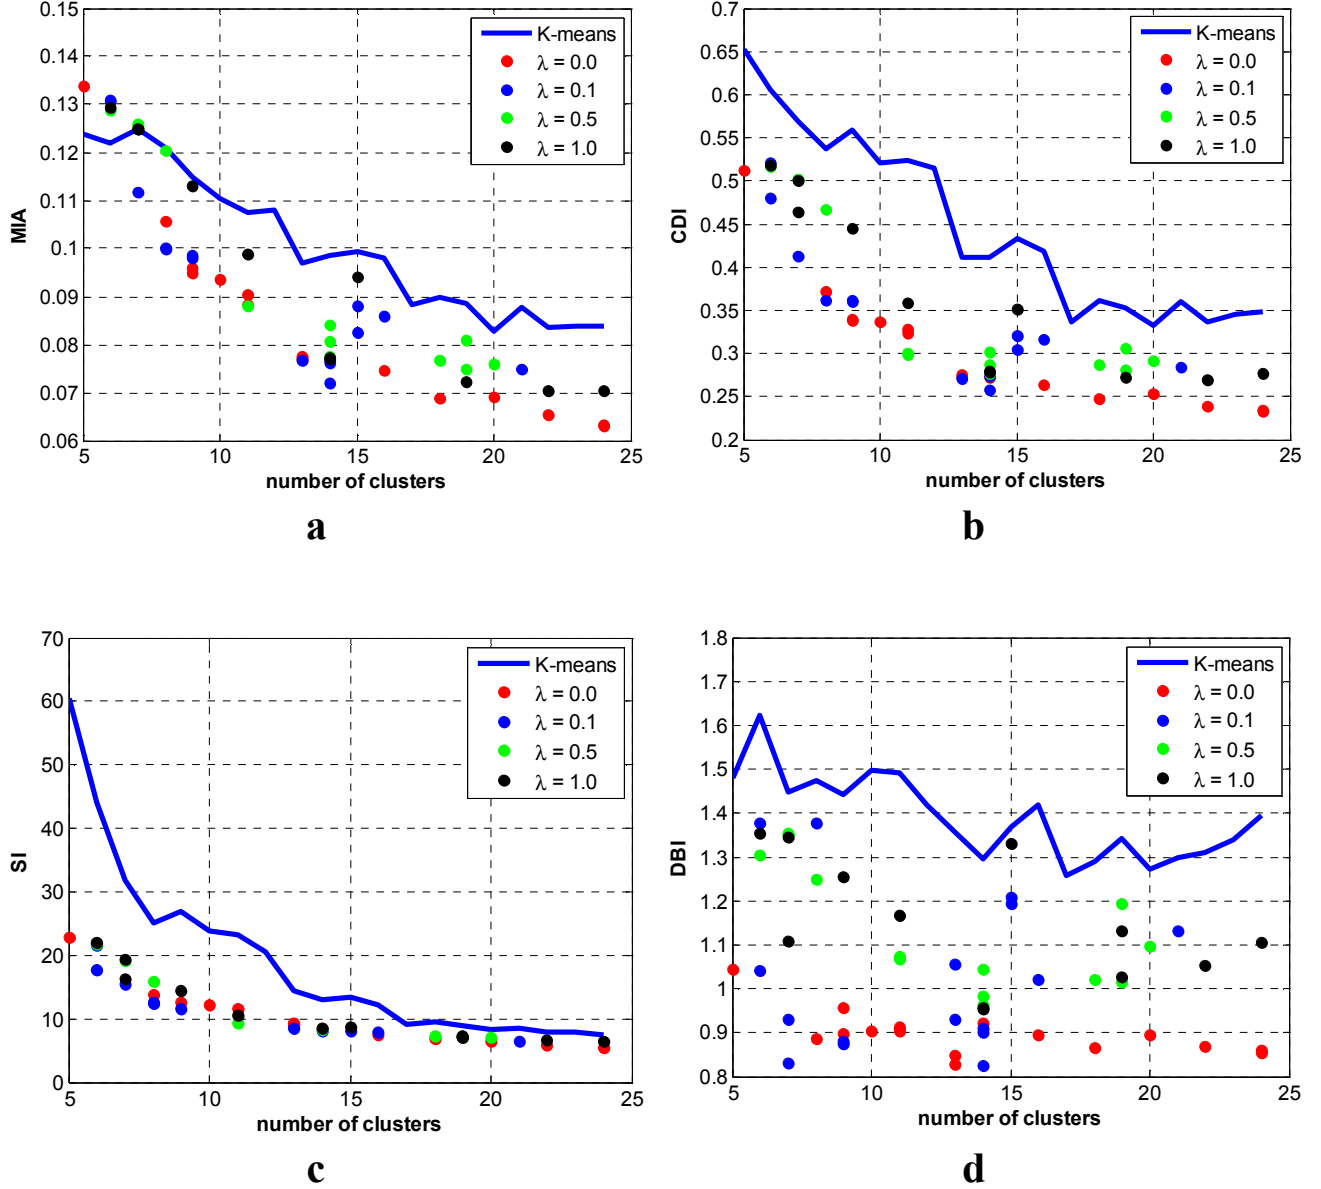 0.15
0.14
0.13
0.12
0.11
0.1
0.09
0.08
0.07
0.06
MIA
5
10
15
20
25
number of clusters
K-means
λ = 0.0
λ = 0.1
λ = 0.5
λ = 1.0
a
0.7
0.65
0.6
0.55
0.5
0.45
0.4
0.35
0.3
0.25
0.2
CDI
5
10
15
20
25
number of clusters
K-means
λ = 0.0
λ = 0.1
λ = 0.5
λ = 1.0
b
70
60
50
40
30
20
10
0
SI
5
10
15
20
25
number of clusters
K-means
λ = 0.0
λ = 0.1
λ = 0.5
λ = 1.0
c
1.8
1.7
1.6
1.5
1.4
1.3
1.2
1.1
1
0.9
0.8
DBI
5
10
15
20
25
number of clusters
K-means
λ = 0.0
λ = 0.1
λ = 0.5
λ = 1.0
d